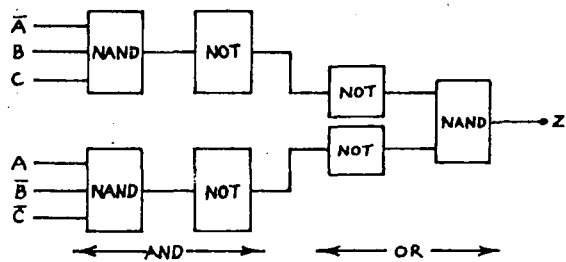 A̅
B NAND NOT
C
NOT
NAND Z
NOT
A
B̅ NAND NOT
C̅
AND OR